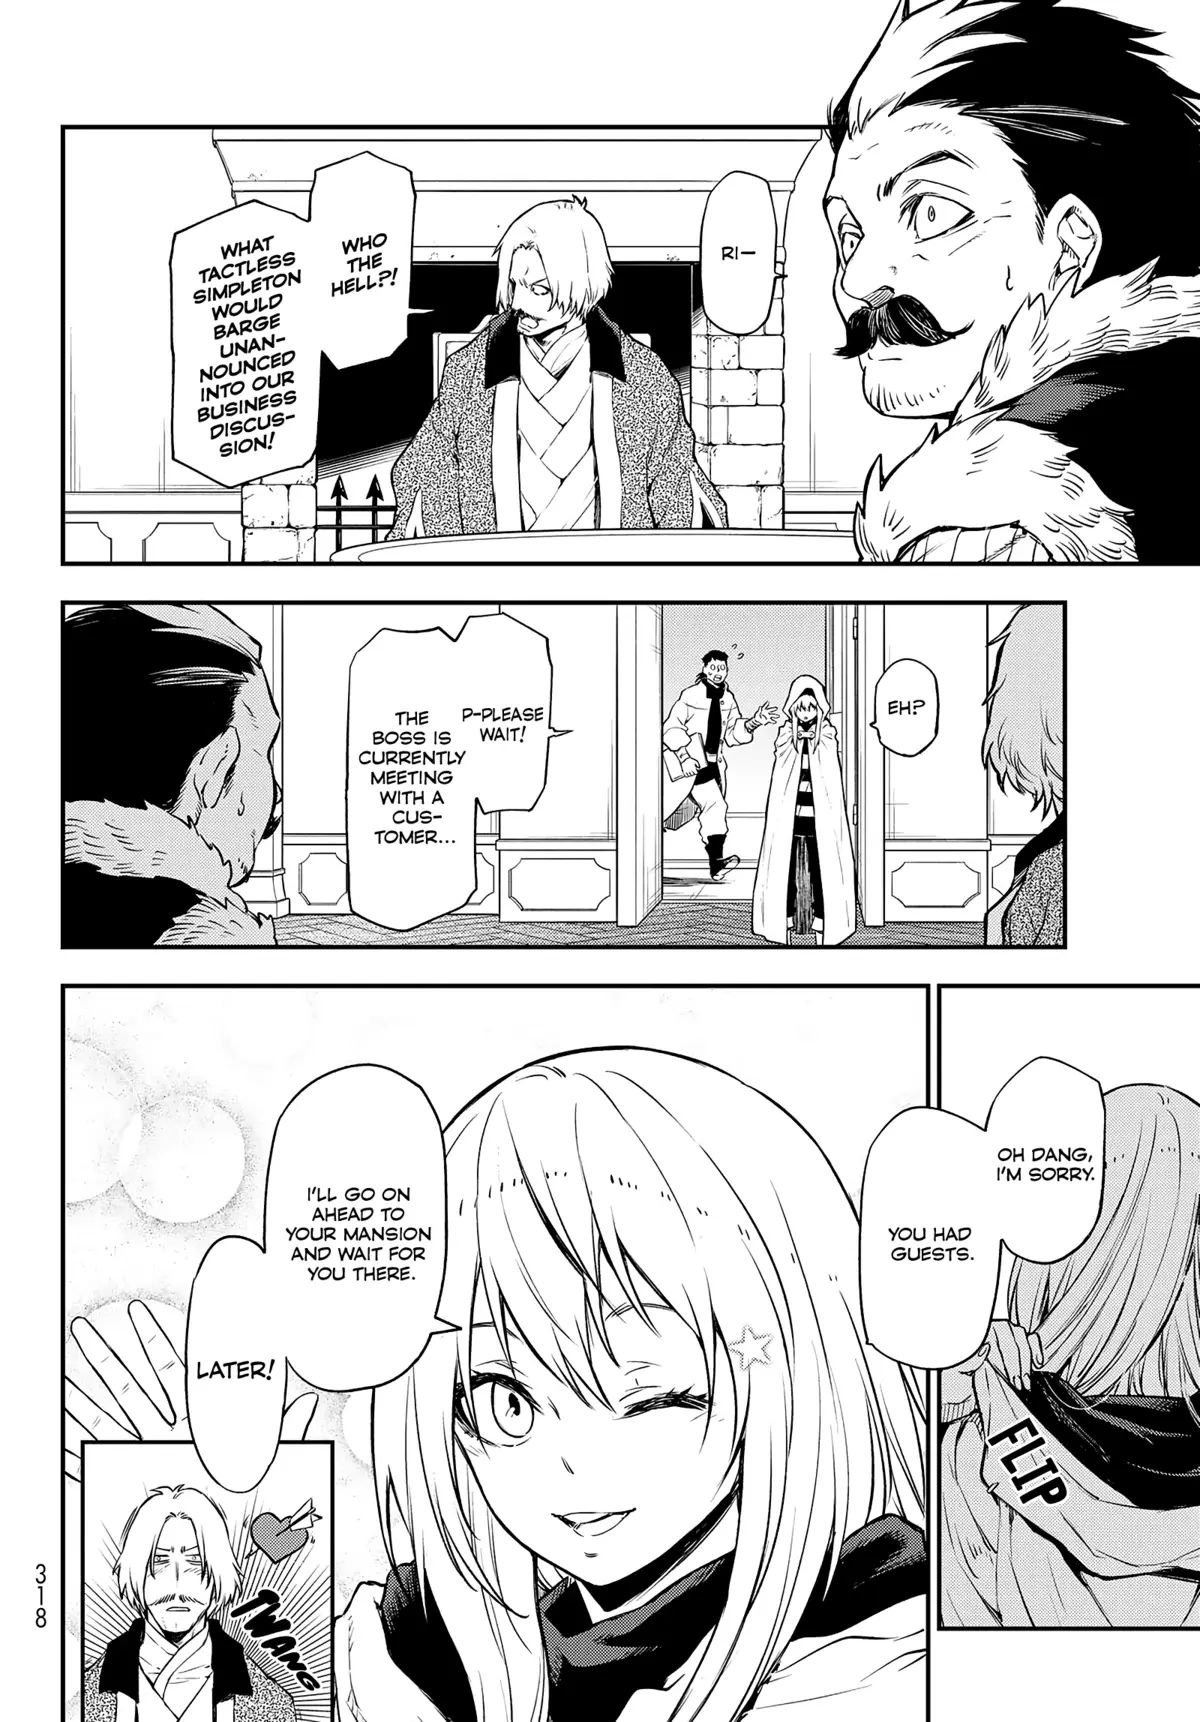 RI—
WHO
THE
HELL?!
WHAT
TACTLESS
SIMPLETON
WOULD
BARGE
UNAN-
NOUNCED
INTO OUR
BUSINESS
DISCUS-
SION!
EH?
P-PLEASE
WAIT!
THE
BOSS IS
CURRENTLY
MEETING
WITH A
CUS-
TOMER...
OH DANG,
I'M SORRY.
YOU HAD
GUESTS.
FLIP
I'LL GO ON
AHEAD TO
YOUR MANSION
AND WAIT FOR
YOU THERE.
LATER!
TWANG
318